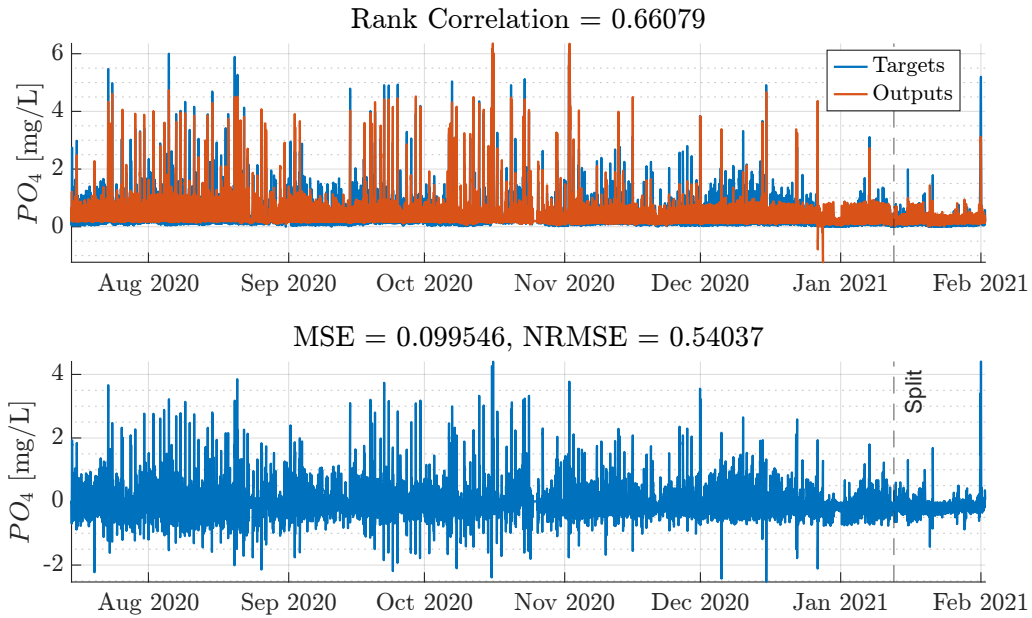 Rank Correlation = 0.66079
PO4 [mg/L]
6
4
2
0
Targets
Outputs
Aug 2020 Sep 2020 Oct 2020 Nov 2020 Dec 2020 Jan 2021 Feb 2021
MSE = 0.099546, NRMSE = 0.54037
PO4 [mg/L]
4
2
0
-2
Split
Aug 2020 Sep 2020 Oct 2020 Nov 2020 Dec 2020 Jan 2021 Feb 2021